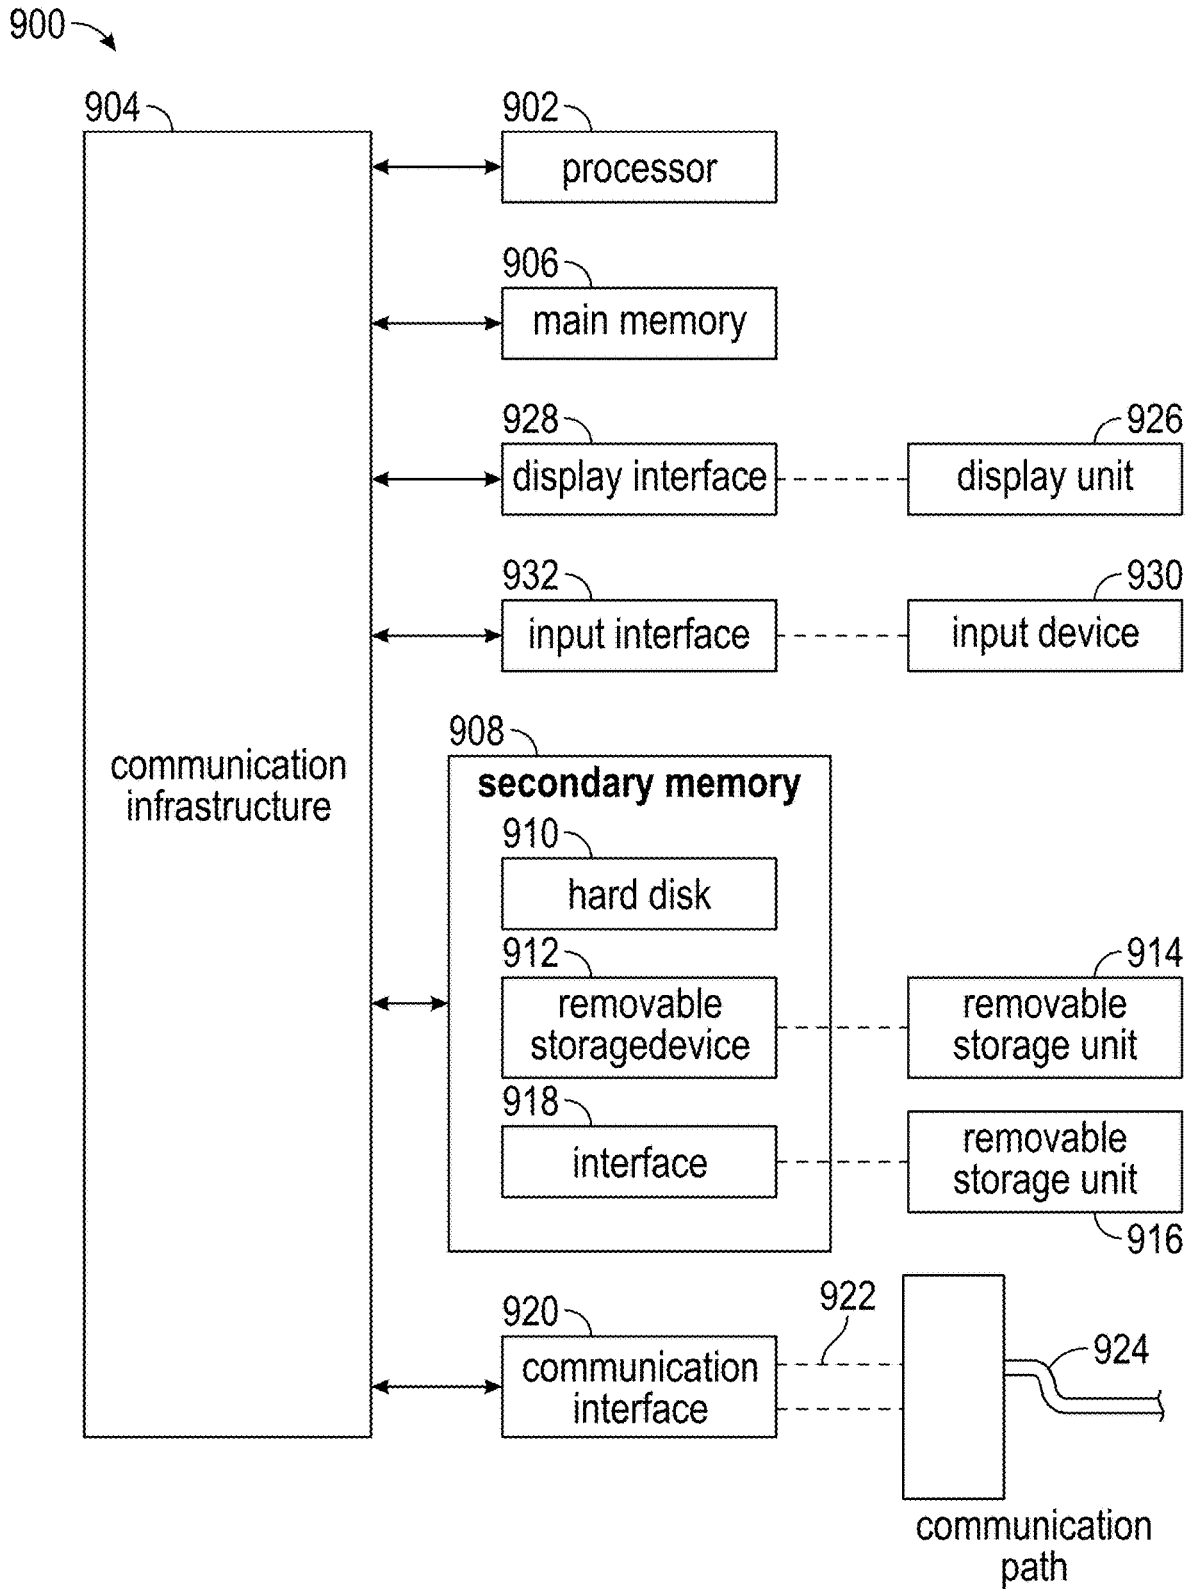 900
904
902
processor
906
main memory
928
926
display interface
display unit
932
930
input interface
input device
communication
infrastructure
908
secondary memory
910
hard disk
912
removable
storagedevice
914
removable
storage unit
918
interface
removable
storage unit
916
920
communication
interface
922
924
communication
path